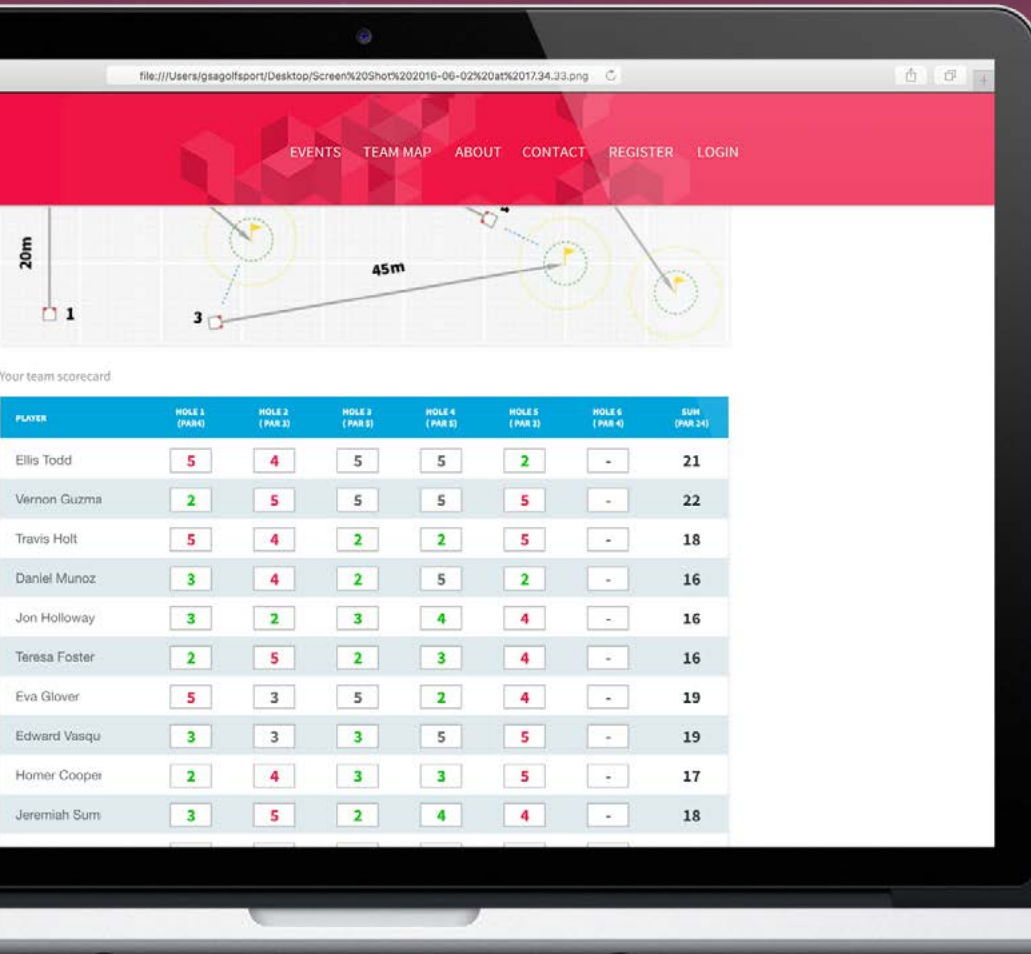 file:///Users/gsagolfsport/Desktop/Screen%20Shot%202016-06-02%20at%2017.34.33.png
EVENTS TEAM MAP ABOUT CONTACT REGISTER LOGIN
20m
1
3
45m
4
Your team scorecard
PLAYER HOLE 1 (PAR4) HOLE 2 ( PAR 3) HOLE 3 ( PAR 5) HOLE 4 ( PAR 5) HOLE 5 ( PAR 3) HOLE 6 ( PAR 4) SUM (PAR 24)
Ellis Todd 5 4 5 5 2 - 21
Vernon Guzma 2 5 5 5 5 - 22
Travis Holt 5 4 2 2 5 - 18
Daniel Munoz 3 4 2 5 2 - 16
Jon Holloway 3 2 3 4 4 - 16
Teresa Foster 2 5 2 3 4 - 16
Eva Glover 5 3 5 2 4 - 19
Edward Vasqu 3 3 3 5 5 - 19
Homer Cooper 2 4 3 3 5 - 17
Jeremiah Sum 3 5 2 4 4 - 18